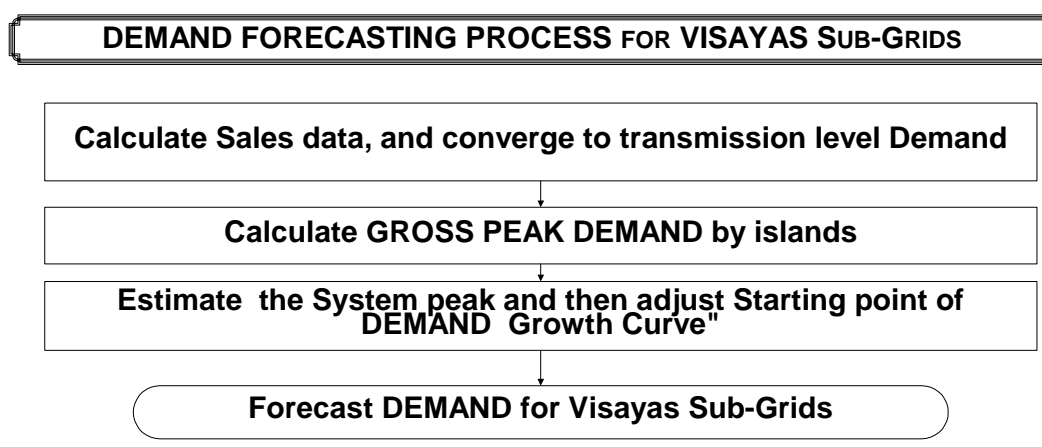 DEMAND FORECASTING PROCESS FOR VISAYAS SUB-GRIDS
Calculate Sales data, and converge to transmission level Demand
Calculate GROSS PEAK DEMAND by islands
Estimate the System peak and then adjust Starting point of
DEMAND Growth Curve"
Forecast DEMAND for Visayas Sub-Grids